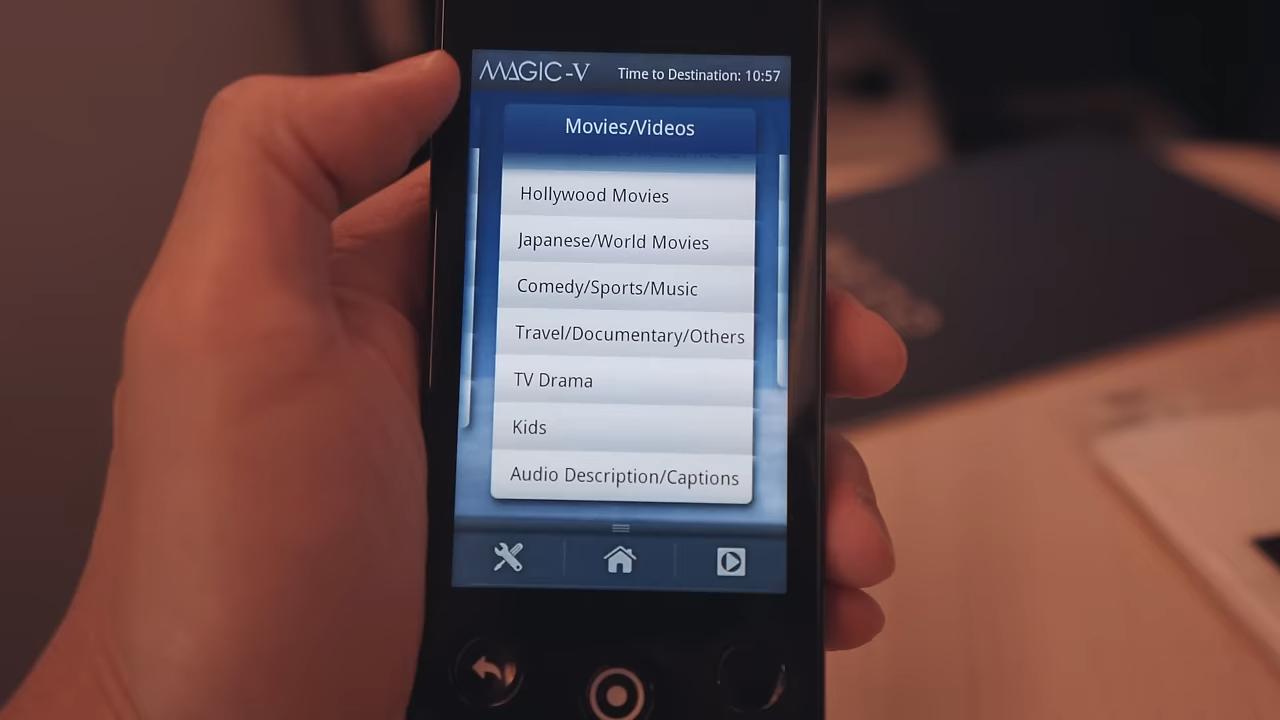 MAGIC-V
Time to Destination: 10:57
Movies/Videos
Hollywood Movies
Japanese/World Movies
Comedy/Sports/Music
Travel/Documentary/Others
TV Drama
Kids
Audio Description/Captions